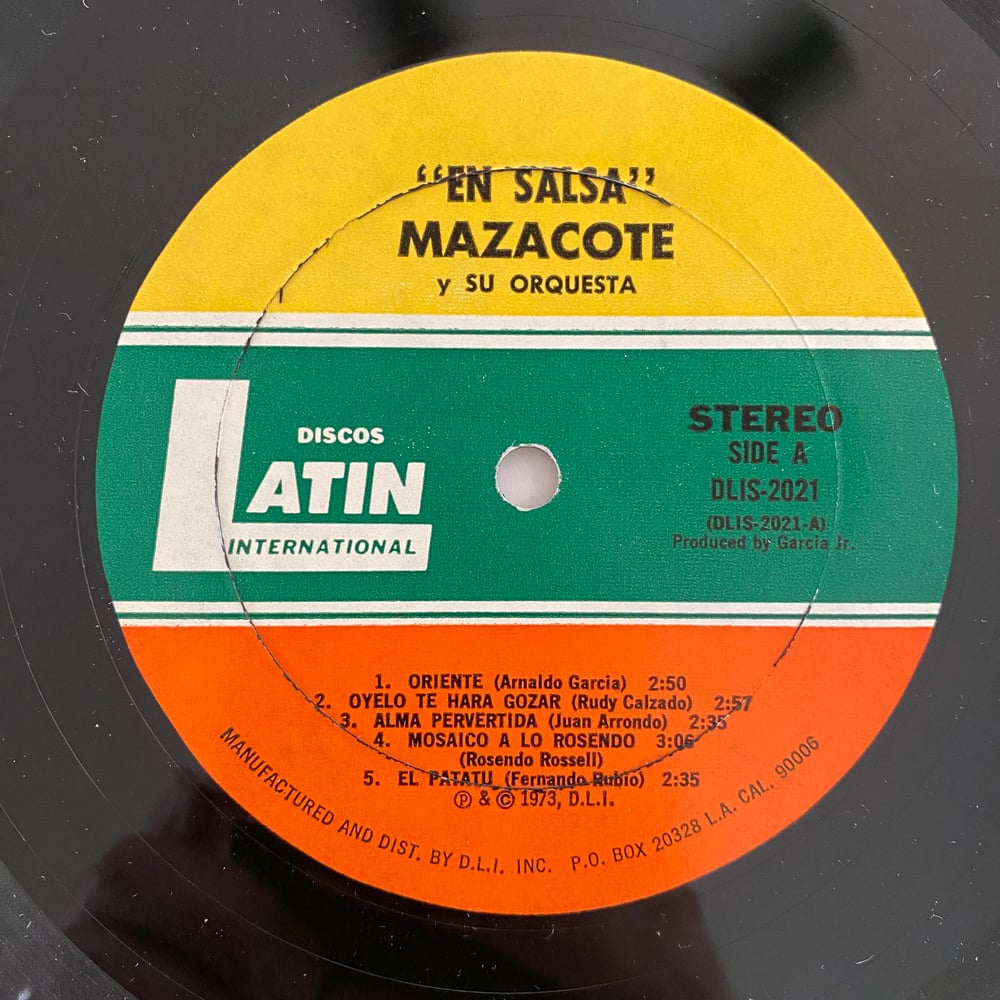 “EN SALSA”
MAZACOTE
y SU ORQUESTA
DISCOS
LATIN
INTERNATIONAL
STEREO
SIDE A
DLIS-2021
(DLIS-2021-A)
Produced by Garcia Jr.
1. ORIENTE (Arnaldo Garcia) 2:50
2. OYELO TE HARA GOZAR (Rudy Calzado) 2:57
3. ALMA PERVERTIDA (Juan Arrondo) 2:35
4. MOSAICO A LO ROSENDO 3:06
(Rosendo Rossell)
5. EL PATATU (Fernando Rubio) 2:35
Ⓟ & © 1973, D.L.I.
MANUFACTURED AND DIST. BY D.L.I. INC. P.O. BOX 20328 L.A. CAL. 90006